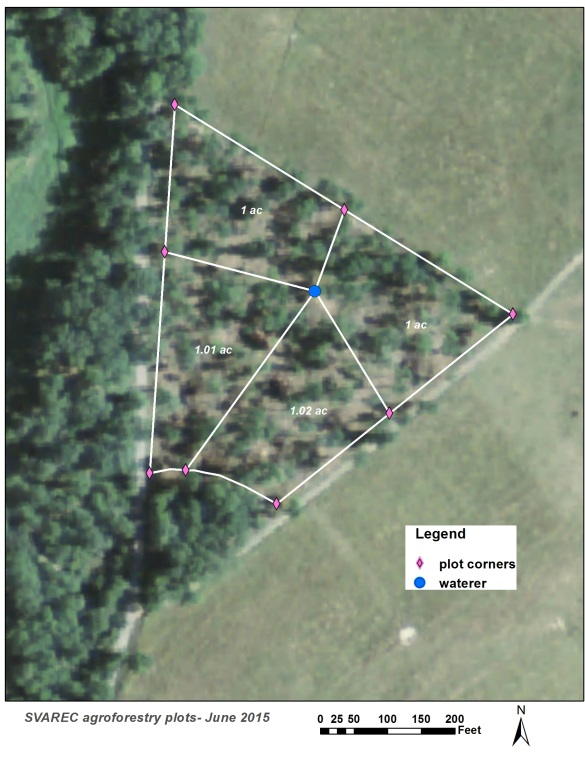 1 ac
1 ac
1.01 ac
1.02 ac
Legend
plot corners
waterer
SVAREC agroforestry plots- June 2015
0 25 50 100 150 200
Feet
N